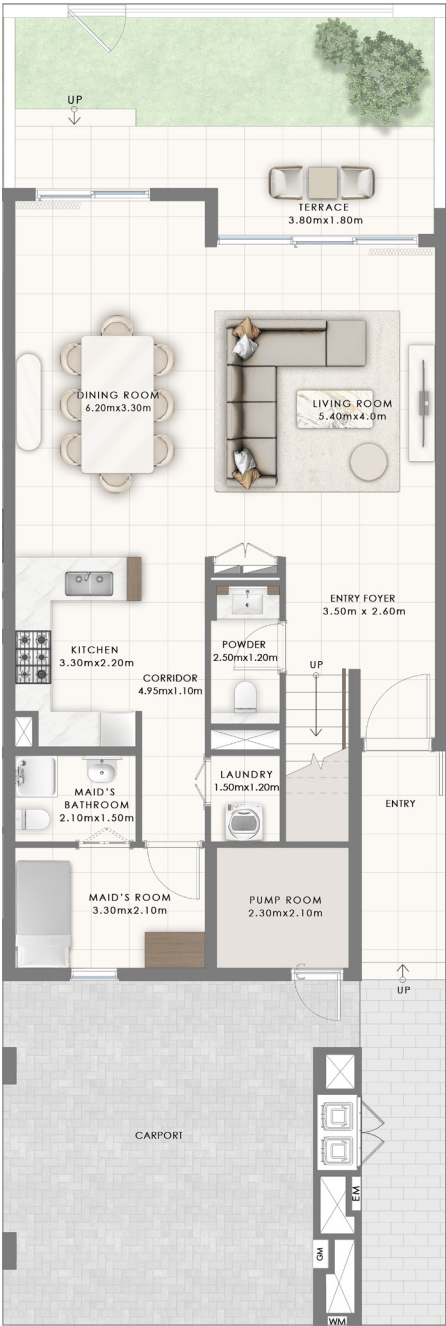 UP
TERRACE
3.80mx1.80m
DINING ROOM
6.20mx3.30m
LIVING ROOM
5.40mx4.0m
ENTRY FOYER
3.50m x 2.60m
KITCHEN
3.30mx2.20m
POWDER
2.50mx1.20m
CORRIDOR
4.95mx1.10m
UP
LAUNDRY
1.50mx1.20m
MAID'S
BATHROOM
2.10mx1.50m
ENTRY
MAID'S ROOM
3.30mx2.10m
PUMP ROOM
2.30mx2.10m
UP
CARPORT
EM
GM
WM